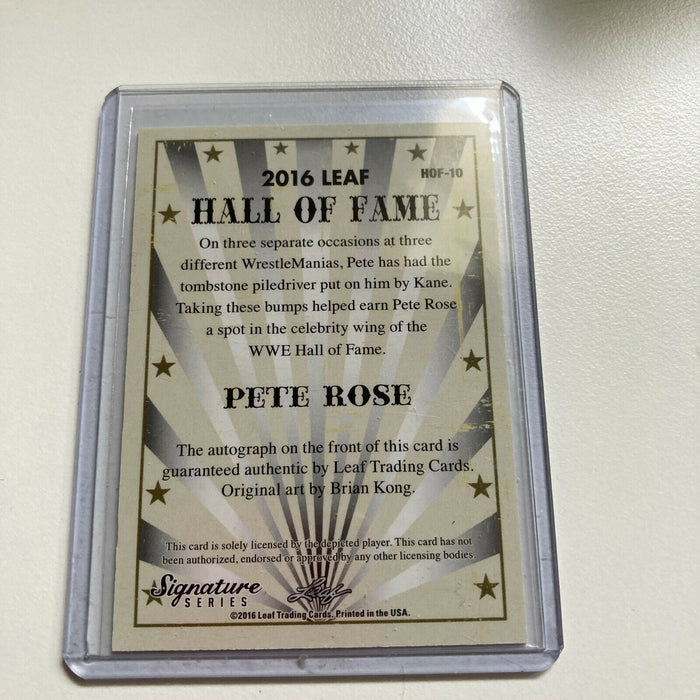 2016 LEAF
HOF-10
HALL OF FAME
On three separate occasions at three
different WrestleManias, Pete has had the
tombstone piledriver put on him by Kane.
Taking these bumps helped earn Pete Rose
a spot in the celebrity wing of the
WWE Hall of Fame.
PETE ROSE
The autograph on the front of this card is
guaranteed authentic by Leaf Trading Cards.
Original art by Brian Kong.
This card is solely licensed by the depicted player. This card has not
been authorized, endorsed or approved by any other licensing bodies.
Signature
SERIES
Leaf
©2016 Leaf Trading Cards. Printed in the USA.